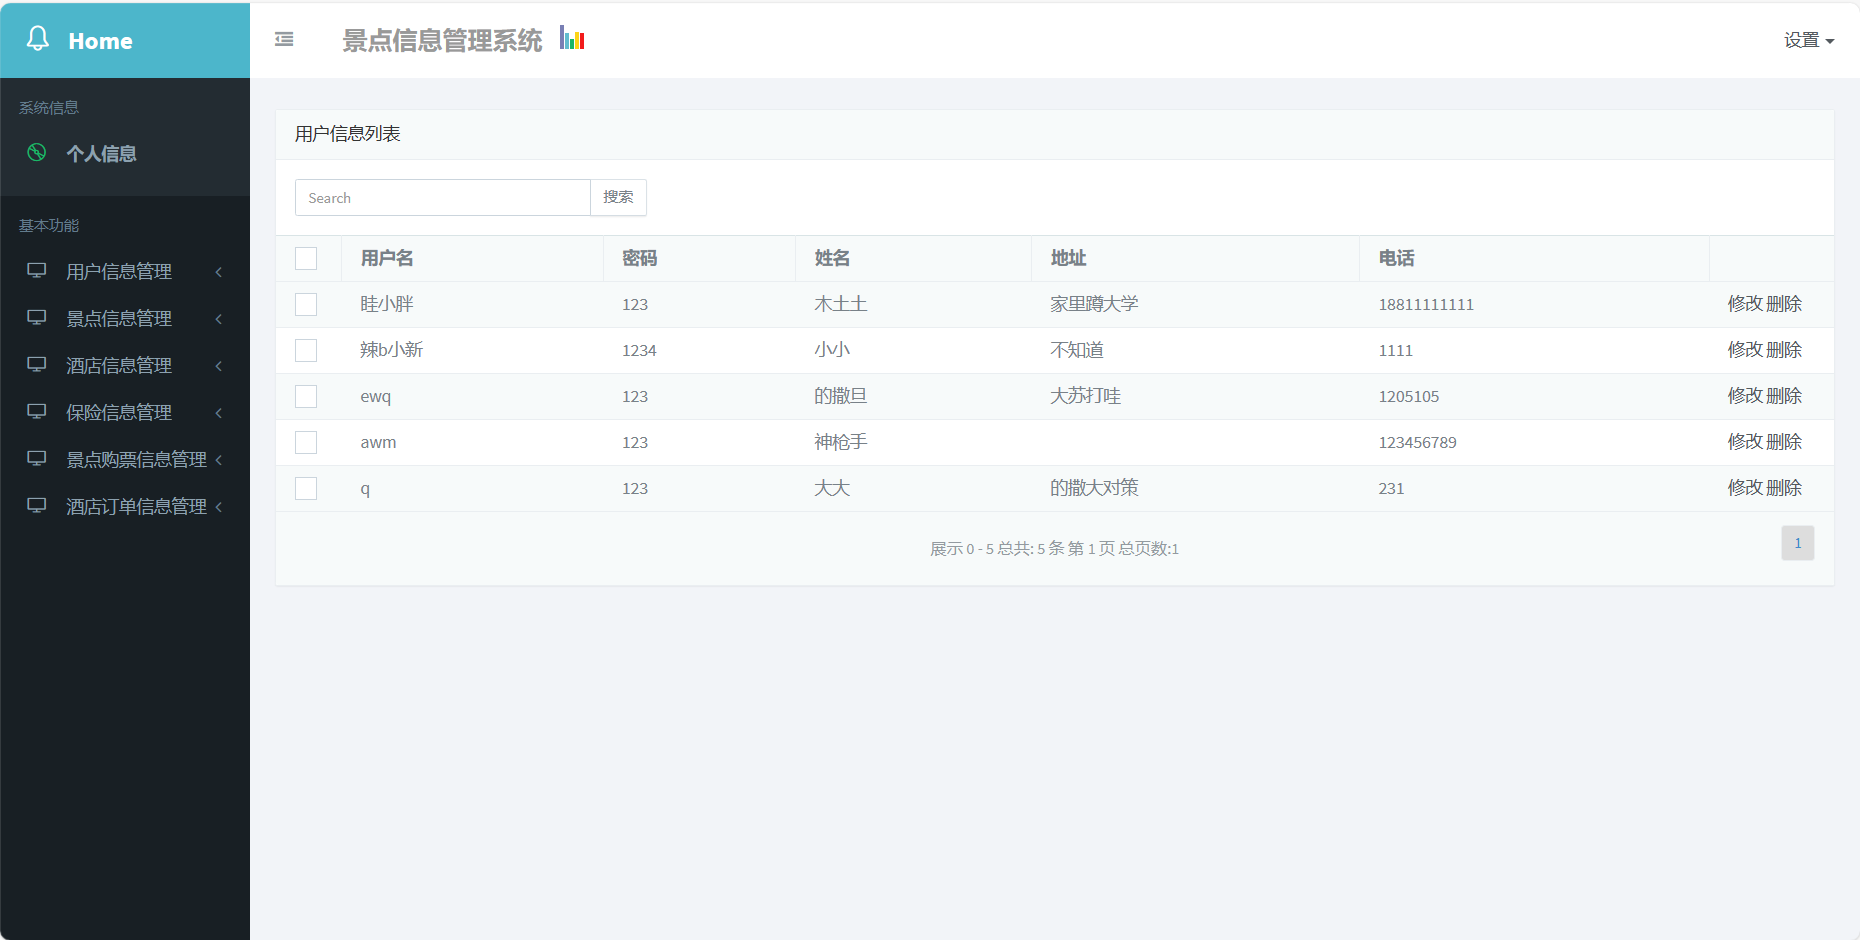 Home
景点信息管理系统
设置
系统信息
个人信息
基本功能
用户信息管理
景点信息管理
酒店信息管理
保险信息管理
景点购票信息管理
酒店订单信息管理
用户信息列表
Search 搜索
用户名 密码 姓名 地址 电话
眭小胖 123 木土土 家里蹲大学 18811111111 修改 删除
辣b小新 1234 小小 不知道 1111 修改 删除
ewq 123 的撒旦 大苏打哇 1205105 修改 删除
awm 123 神枪手 123456789 修改 删除
q 123 大大 的撒大对策 231 修改 删除
展示 0 - 5 总共: 5 条 第 1 页 总页数:1
1